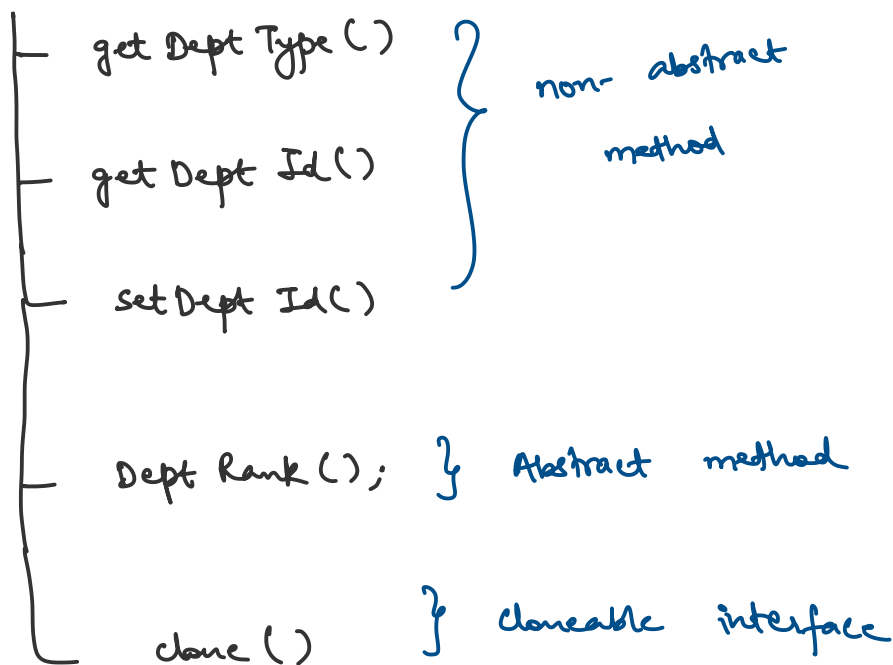 get Dept Type ( )
non- abstract
method
get Dept Id ( )
set Dept Id ( )
Dept Rank ( ) ; Abstract method
clone ( ) cloneable interface